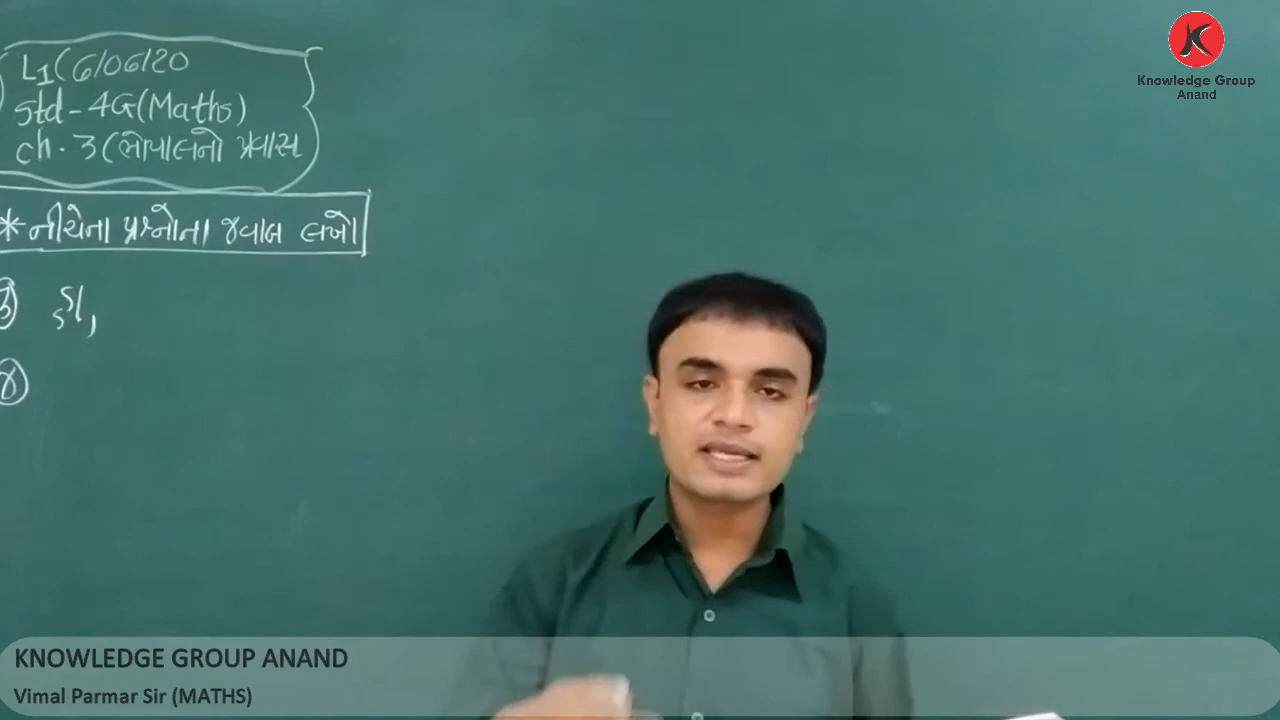 L1(6/06/20
Std - 4G(Maths)
ch. 3(ભોપાલનો પ્રવાસ
* નીચેના પ્રશ્નોના જવાબ લખો
હા,
૪
Knowledge Group
Anand
KNOWLEDGE GROUP ANAND
Vimal Parmar Sir (MATHS)